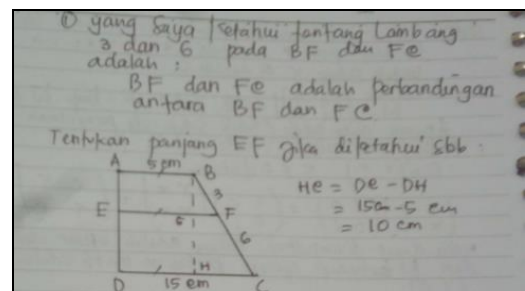 ① yang saya ketahui tentang Lambang
3 dan 6 pada BF dan FC
adalah :
BF dan FC adalah perbandingan
antara BF dan FC
Tentukan panjang EF jika diketahui sbb :
A 5 cm B
HC = DC - DH
= 15cm - 5 cm
= 10 cm
3
E 5 F
6
H
D 15 cm C